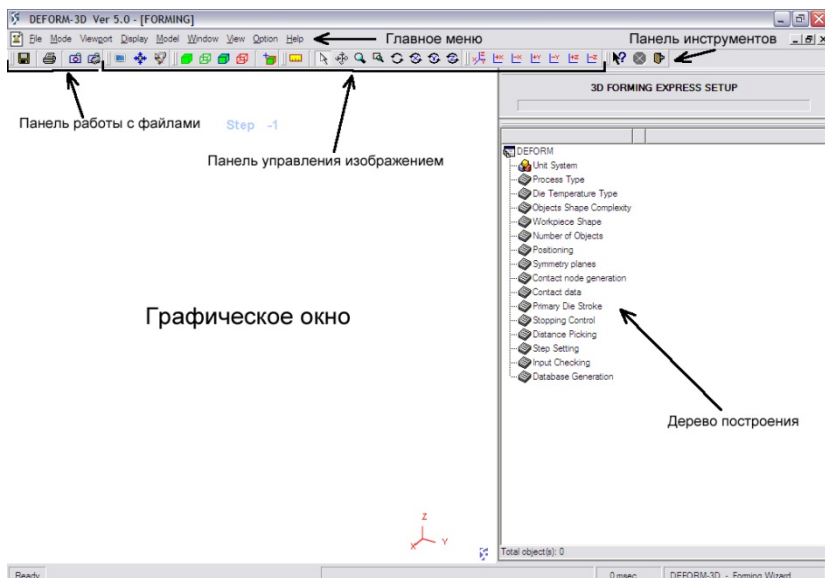 DEFORM-3D Ver 5.0 - [FORMING]
File Mode Viewport Display Model Window View Option Help
Главное меню
Панель инструментов
3D FORMING EXPRESS SETUP
Панель работы с файлами
Step -1
Панель управления изображением
DEFORM
Unit System
Process Type
Die Temperature Type
Objects Shape Complexity
Workpiece Shape
Number of Objects
Positioning
Symmetry planes
Contact node generation
Contact data
Primary Die Stroke
Stopping Control
Distance Picking
Step Setting
Input Checking
Database Generation
Графическое окно
Дерево построения
Z
X Y
Total object(s): 0
Ready
0 msec
DEFORM-3D - Forming Wizard